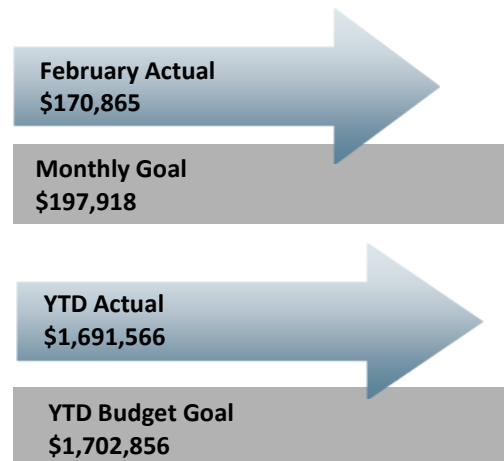 February Actual
$170,865
Monthly Goal
$197,918
YTD Actual
$1,691,566
YTD Budget Goal
$1,702,856